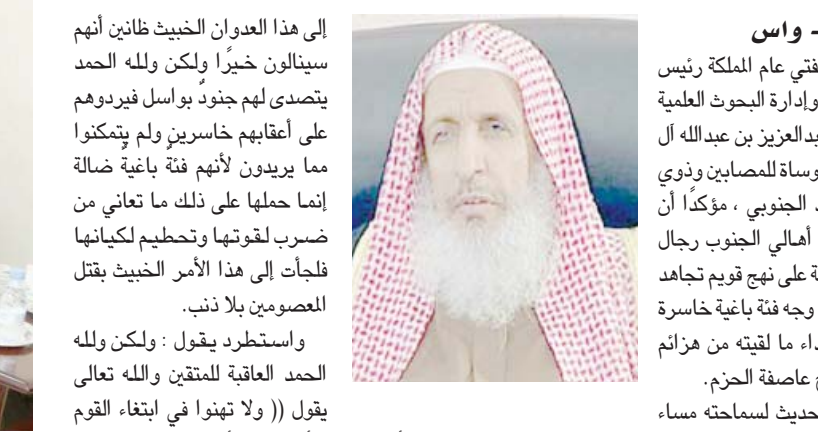 - واس
فتي عام المملكة رئيس
وإدارة البحوث العلمية
بدالعزيز بن عبدالله آل
وساة للمصابين وذوي
الجنوبي ، مؤكدًا أن
أهالي الجنوب رجال
ة على نهج قويم تجاهد
وجه فئة باغية خاسرة
داء ما لقيته من هزائم
عاصفة الحزم.
حديث لسماحته مساء
إلى هذا العدوان الخبيث ظانين أنهم
سينالون خيرًا ولكن ولله الحمد
يتصدى لهم جنودٌ بواسل فيردوهم
على أعقابهم خاسرين ولم يتمكنوا
مما يريدون لأنهم فئةٌ باغيةٌ ضالة
إنما حملها على ذلك ما تعاني من
ضرب لقوتها وتحطيم لكيانها
فلجأت إلى هذا الأمر الخبيث بقتل
المعصومين بلا ذنب.
واستطرد يقول : ولكن ولله
الحمد العاقبة للمتقين والله تعالى
يقول (( ولا تهنوا في ابتغاء القوم